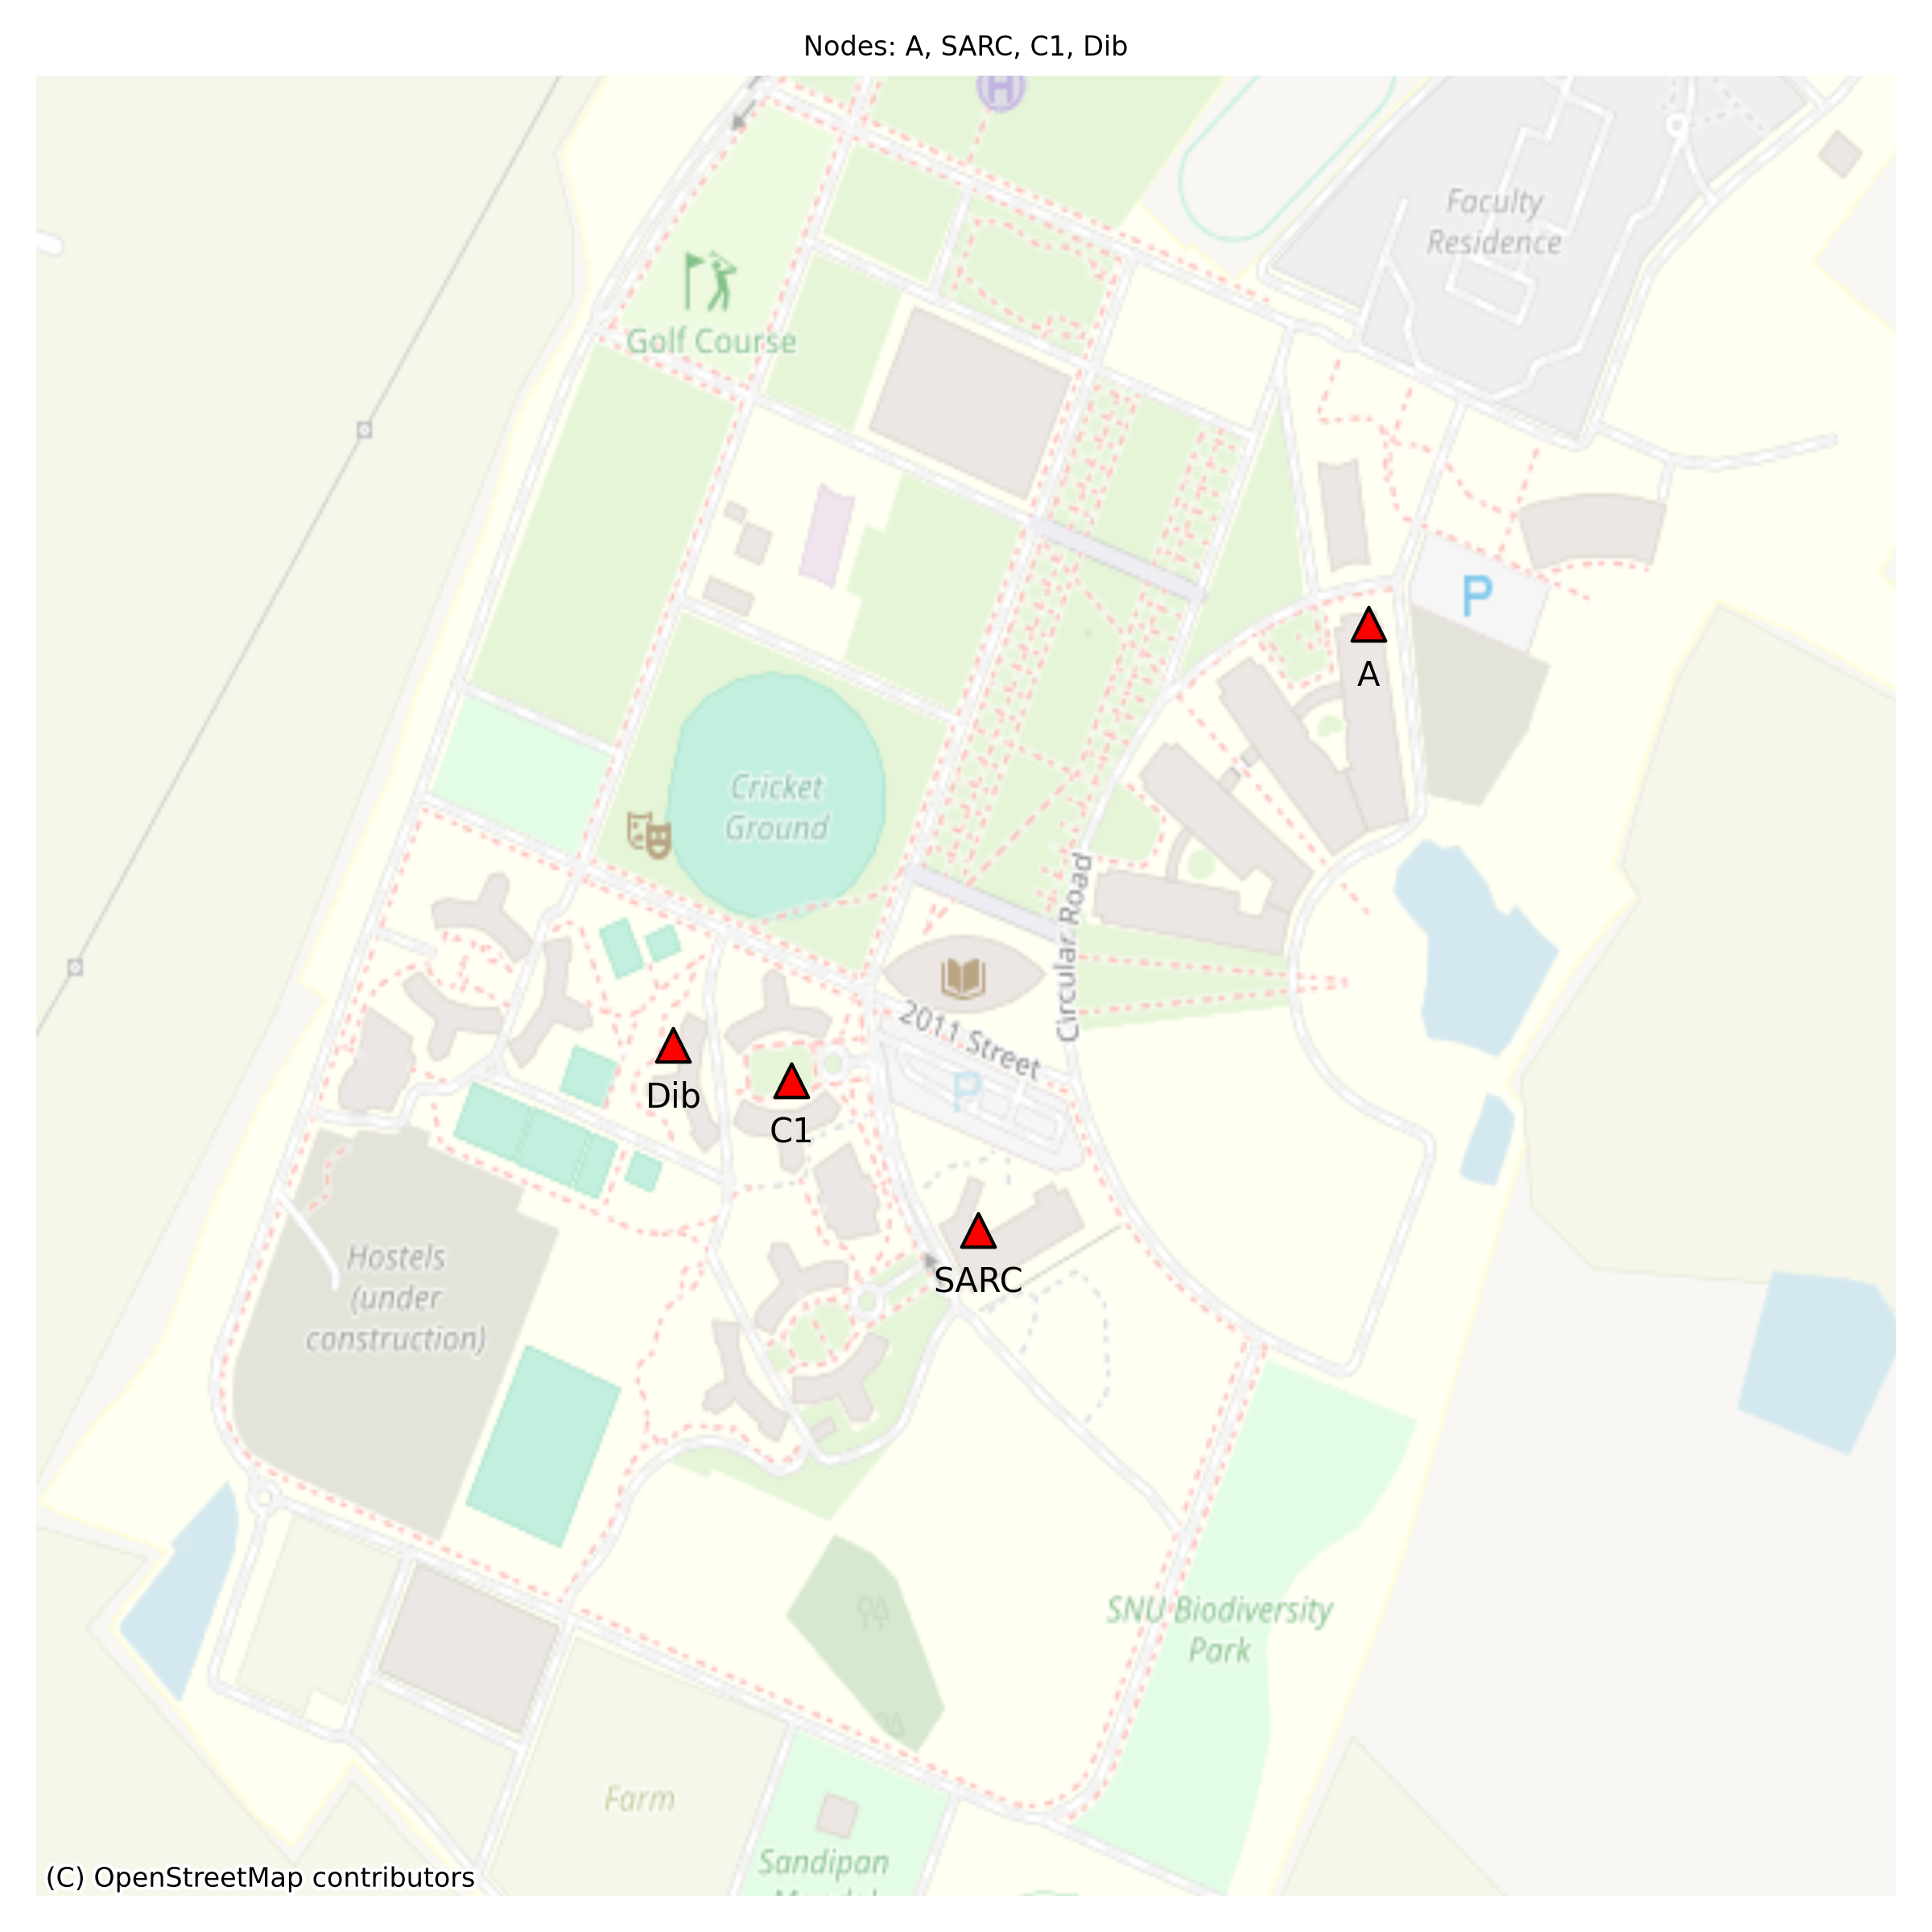 Nodes: A, SARC, C1, Dib
H
Faculty
Residence
Golf Course
P
A
Cricket
Ground
Circular Road
2011 Street
P
Dib
C1
SARC
Hostels
(under
construction)
SNU Biodiversity
Park
Farm
Sandipan
(C) OpenStreetMap contributors